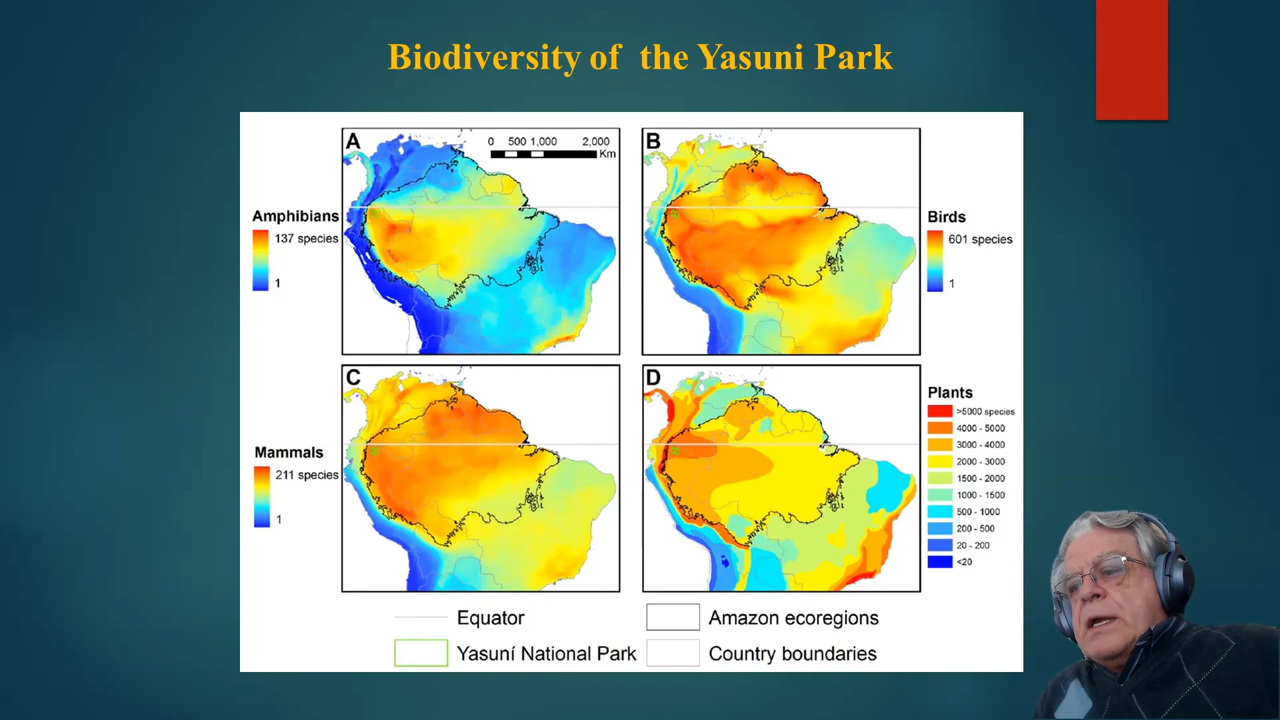 Biodiversity of the Yasuni Park
A
0 500 1,000 2,000
Km
B
Amphibians
137 species
1
Birds
601 species
1
C
D
Mammals
211 species
1
Plants
>5000 species
4000 - 5000
3000 - 4000
2000 - 3000
1500 - 2000
1000 - 1500
500 - 1000
200 - 500
20 - 200
<20
Equator
Amazon ecoregions
Yasuní National Park
Country boundaries